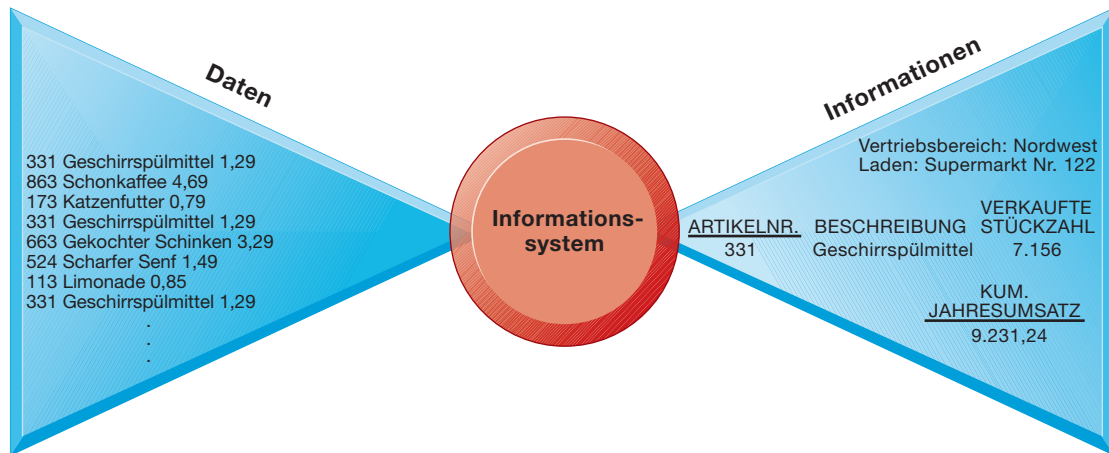 Daten
331 Geschirrspülmittel 1,29
863 Schonkaffee 4,69
173 Katzenfutter 0,79
331 Geschirrspülmittel 1,29
663 Gekochter Schinken 3,29
524 Scharfer Senf 1,49
113 Limonade 0,85
331 Geschirrspülmittel 1,29
.
.
.
Informations-
system
Informationen
Vertriebsbereich: Nordwest
Laden: Supermarkt Nr. 122
VERKAUFTE
ARTIKELNR. BESCHREIBUNG STÜCKZAHL
331 Geschirrspülmittel 7.156
KUM.
JAHRESUMSATZ
9.231,24